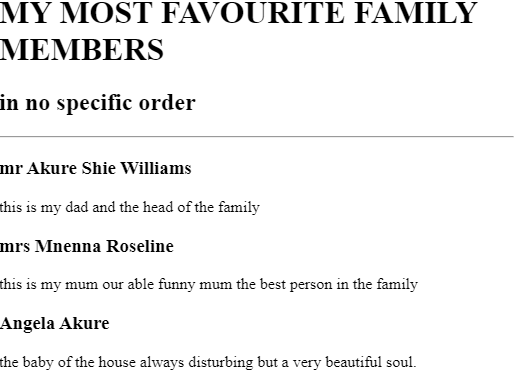 MY MOST FAVOURITE FAMILY
MEMBERS
in no specific order
mr Akure Shie Williams
this is my dad and the head of the family
mrs Mnenna Roseline
this is my mum our able funny mum the best person in the family
Angela Akure
the baby of the house always disturbing but a very beautiful soul.